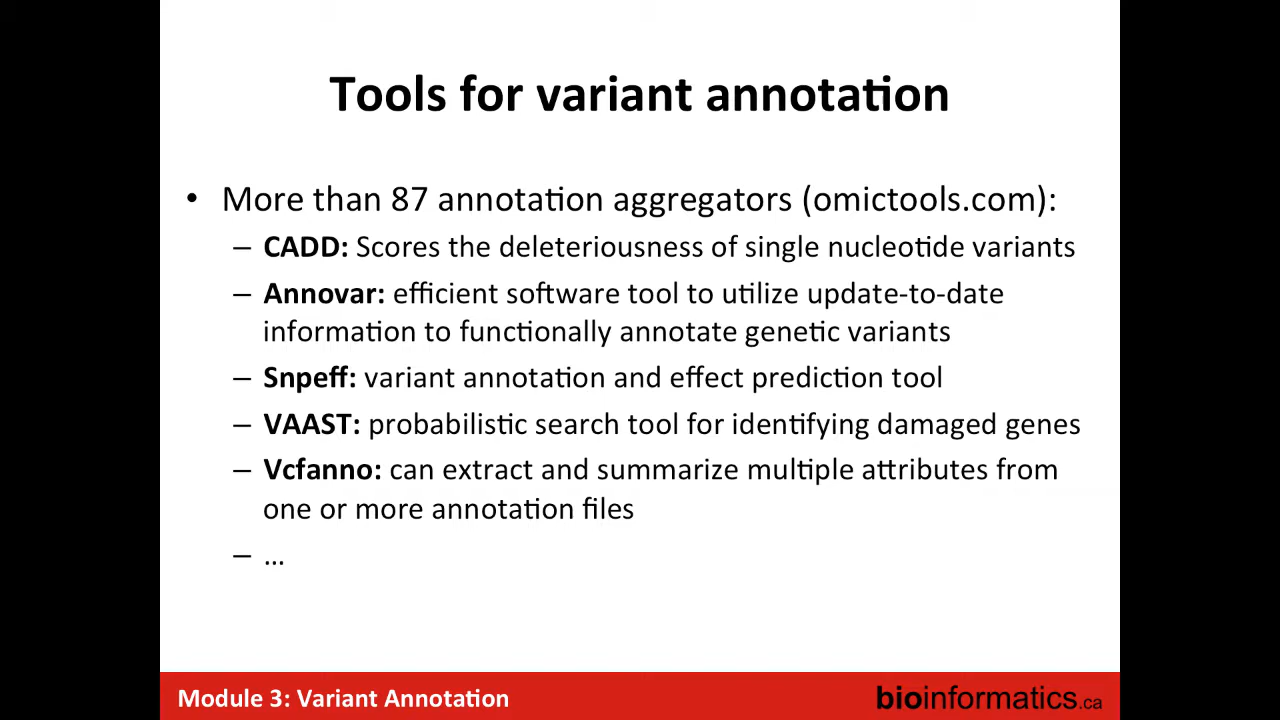 Tools for variant annotation
• More than 87 annotation aggregators (omictools.com):
– CADD: Scores the deleteriousness of single nucleotide variants
– Annovar: efficient software tool to utilize update-to-date
information to functionally annotate genetic variants
– Snpeff: variant annotation and effect prediction tool
– VAAST: probabilistic search tool for identifying damaged genes
– Vcfanno: can extract and summarize multiple attributes from
one or more annotation files
– …
Module 3: Variant Annotation
bioinformatics.ca